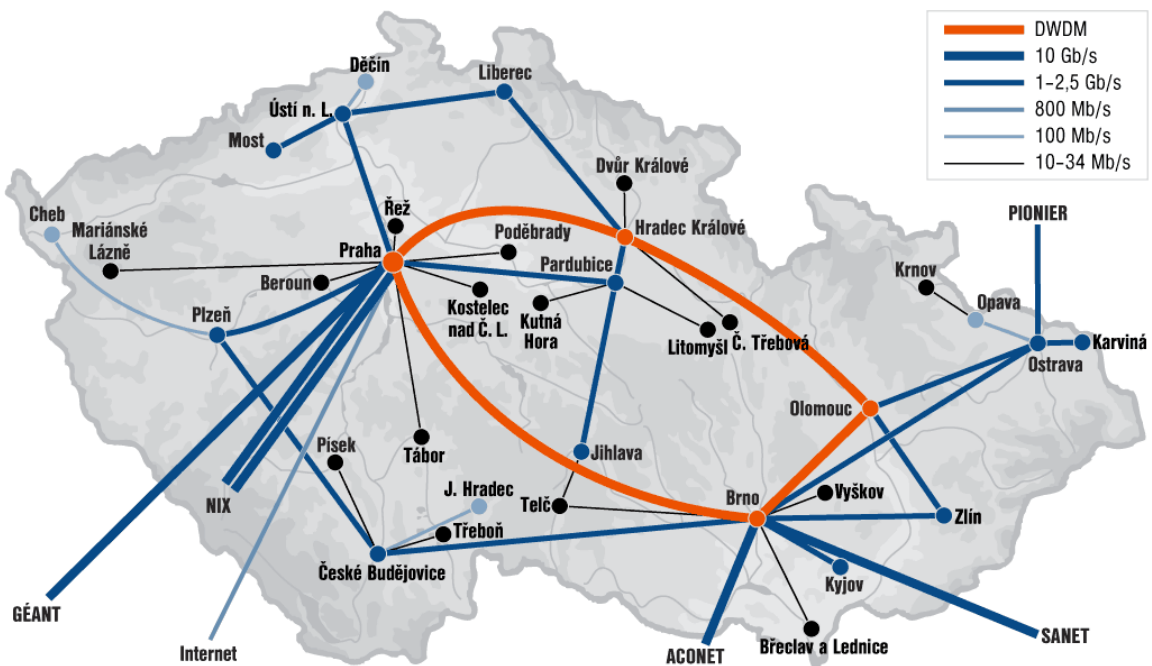 DWDM
10 Gb/s
1–2,5 Gb/s
800 Mb/s
100 Mb/s
10–34 Mb/s
Děčín
Liberec
Ústí n. L.
Most
Dvůr Králové
Cheb
Mariánské
Lázně
Řež
Praha
Poděbrady
Hradec Králové
PIONIER
Beroun
Pardubice
Krnov
Opava
Plzeň
Kostelec
nad Č. L.
Kutná
Hora
Litomyšl
Č. Třebová
Karviná
Ostrava
Olomouc
Písek
Tábor
Jihlava
NIX
J. Hradec
Telč
Brno
Vyškov
Zlín
Třeboň
České Budějovice
Kyjov
GÉANT
Internet
ACONET
Břeclav a Lednice
SANET